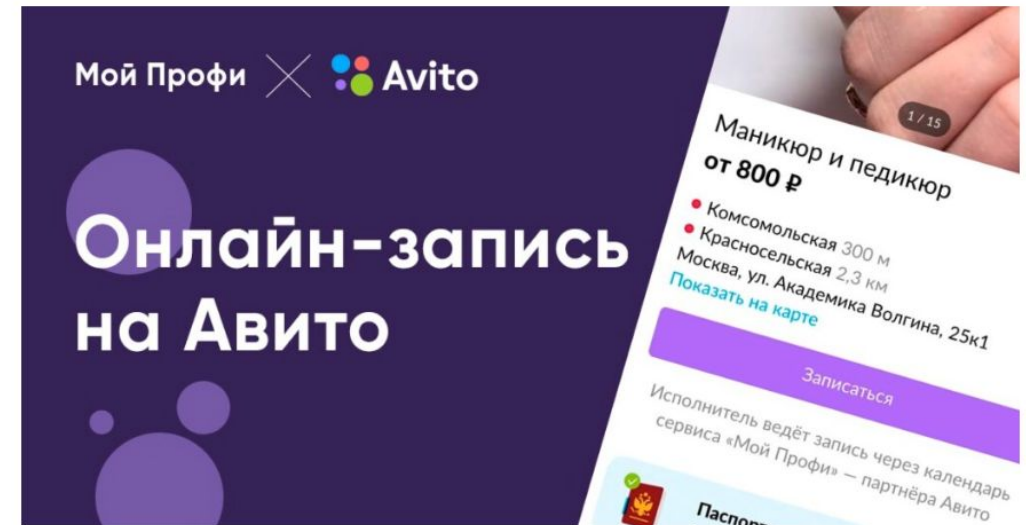 Мой Профи
Avito
Онлайн-запись
на Авито
1 / 15
Маникюр и педикюр
от 800 ₽
Комсомольская 300 м
Красносельская 2,3 км
Москва, ул. Академика Волгина, 25к1
Показать на карте
Записаться
Исполнитель ведёт запись через календарь
сервиса «Мой Профи» — партнёра Авито